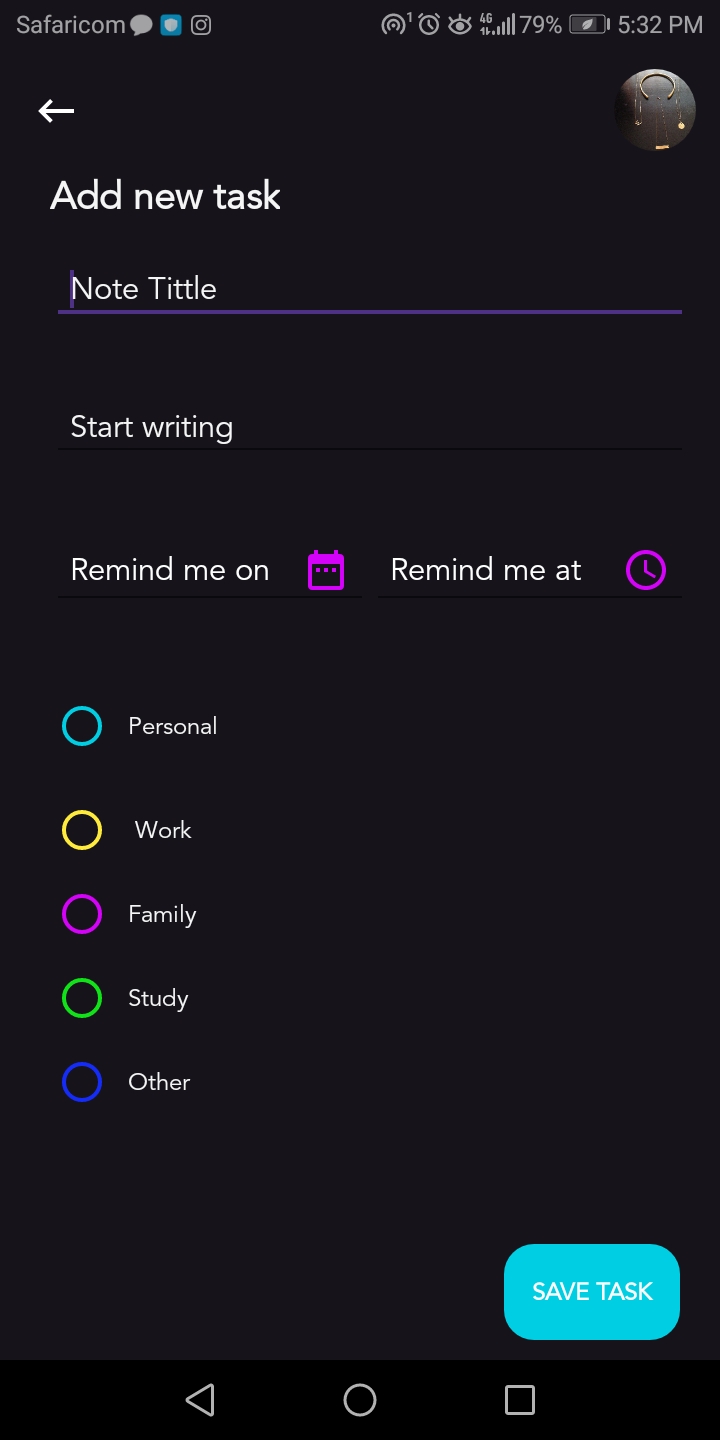 Safaricom 1 4G 79% 5:32 PM
Add new task
Note Tittle
Start writing
Remind me on Remind me at
Personal
Work
Family
Study
Other
SAVE TASK